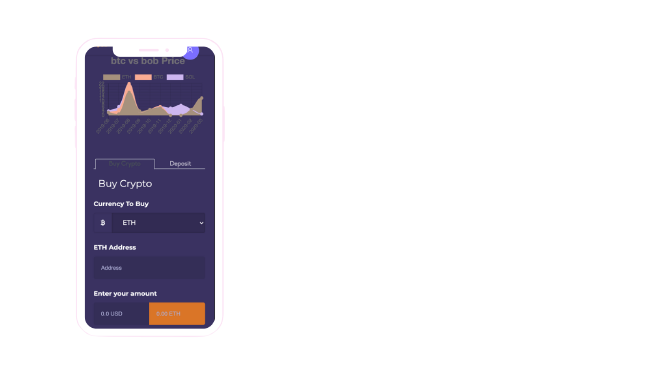 btc vs bob Price
ETH
BTC
Buy Crypto
Deposit
Buy Crypto
Currency To Buy
ETH
ETH Address
Address
Enter your amount
0.0 USD
0.00 ETH